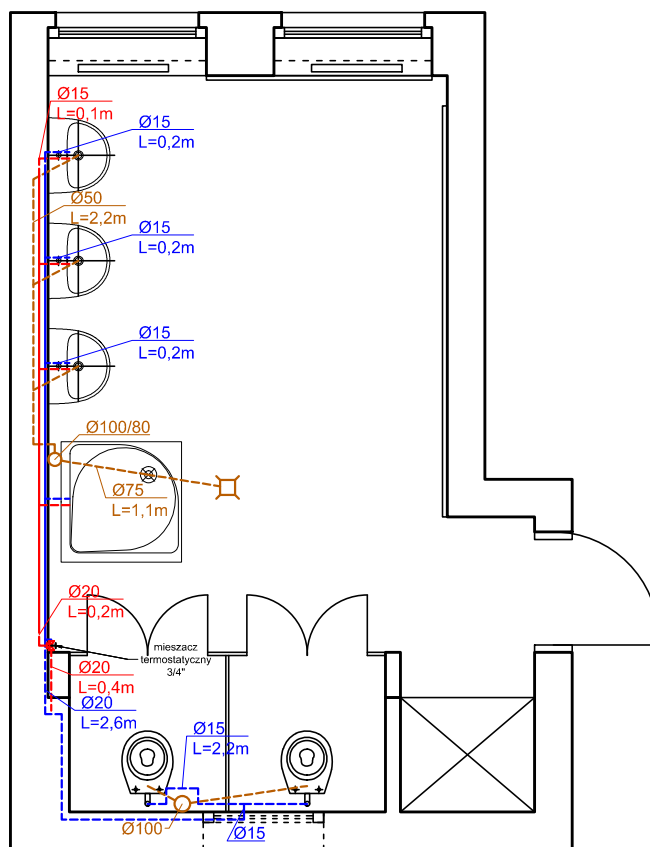 Ø15
L=0,1m
Ø15
L=0,2m
Ø50
L=2,2m
Ø15
L=0,2m
Ø15
L=0,2m
Ø100/80
Ø75
L=1,1m
Ø20
L=0,2m
mieszacz
termostatyczny
3/4"
Ø20
L=0,4m
Ø20
L=2,6m
Ø15
L=2,2m
Ø100
Ø15